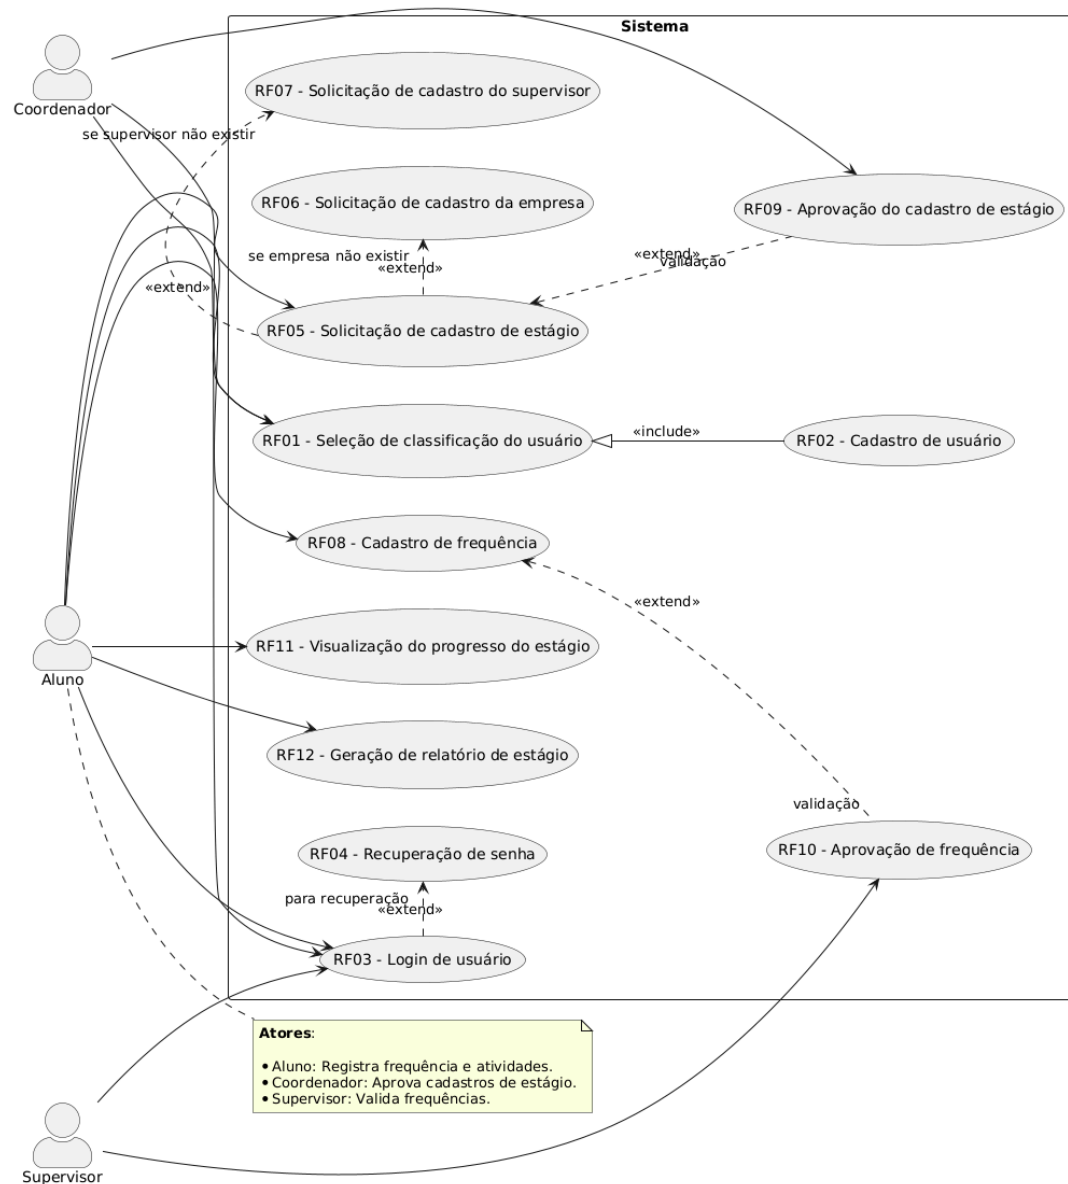 Sistema
Coordenador
RF07 - Solicitação de cadastro do supervisor
se supervisor não existir
RF06 - Solicitação de cadastro da empresa
RF09 - Aprovação do cadastro de estágio
se empresa não existir
«extend»
«extend»
validação
«extend»
RF05 - Solicitação de cadastro de estágio
RF01 - Seleção de classificação do usuário
«include»
RF02 - Cadastro de usuário
RF08 - Cadastro de frequência
«extend»
RF11 - Visualização do progresso do estágio
Aluno
RF12 - Geração de relatório de estágio
validação
RF04 - Recuperação de senha
RF10 - Aprovação de frequência
para recuperação
«extend»
RF03 - Login de usuário
Atores:
• Aluno: Registra frequência e atividades.
• Coordenador: Aprova cadastros de estágio.
• Supervisor: Valida frequências.
Supervisor